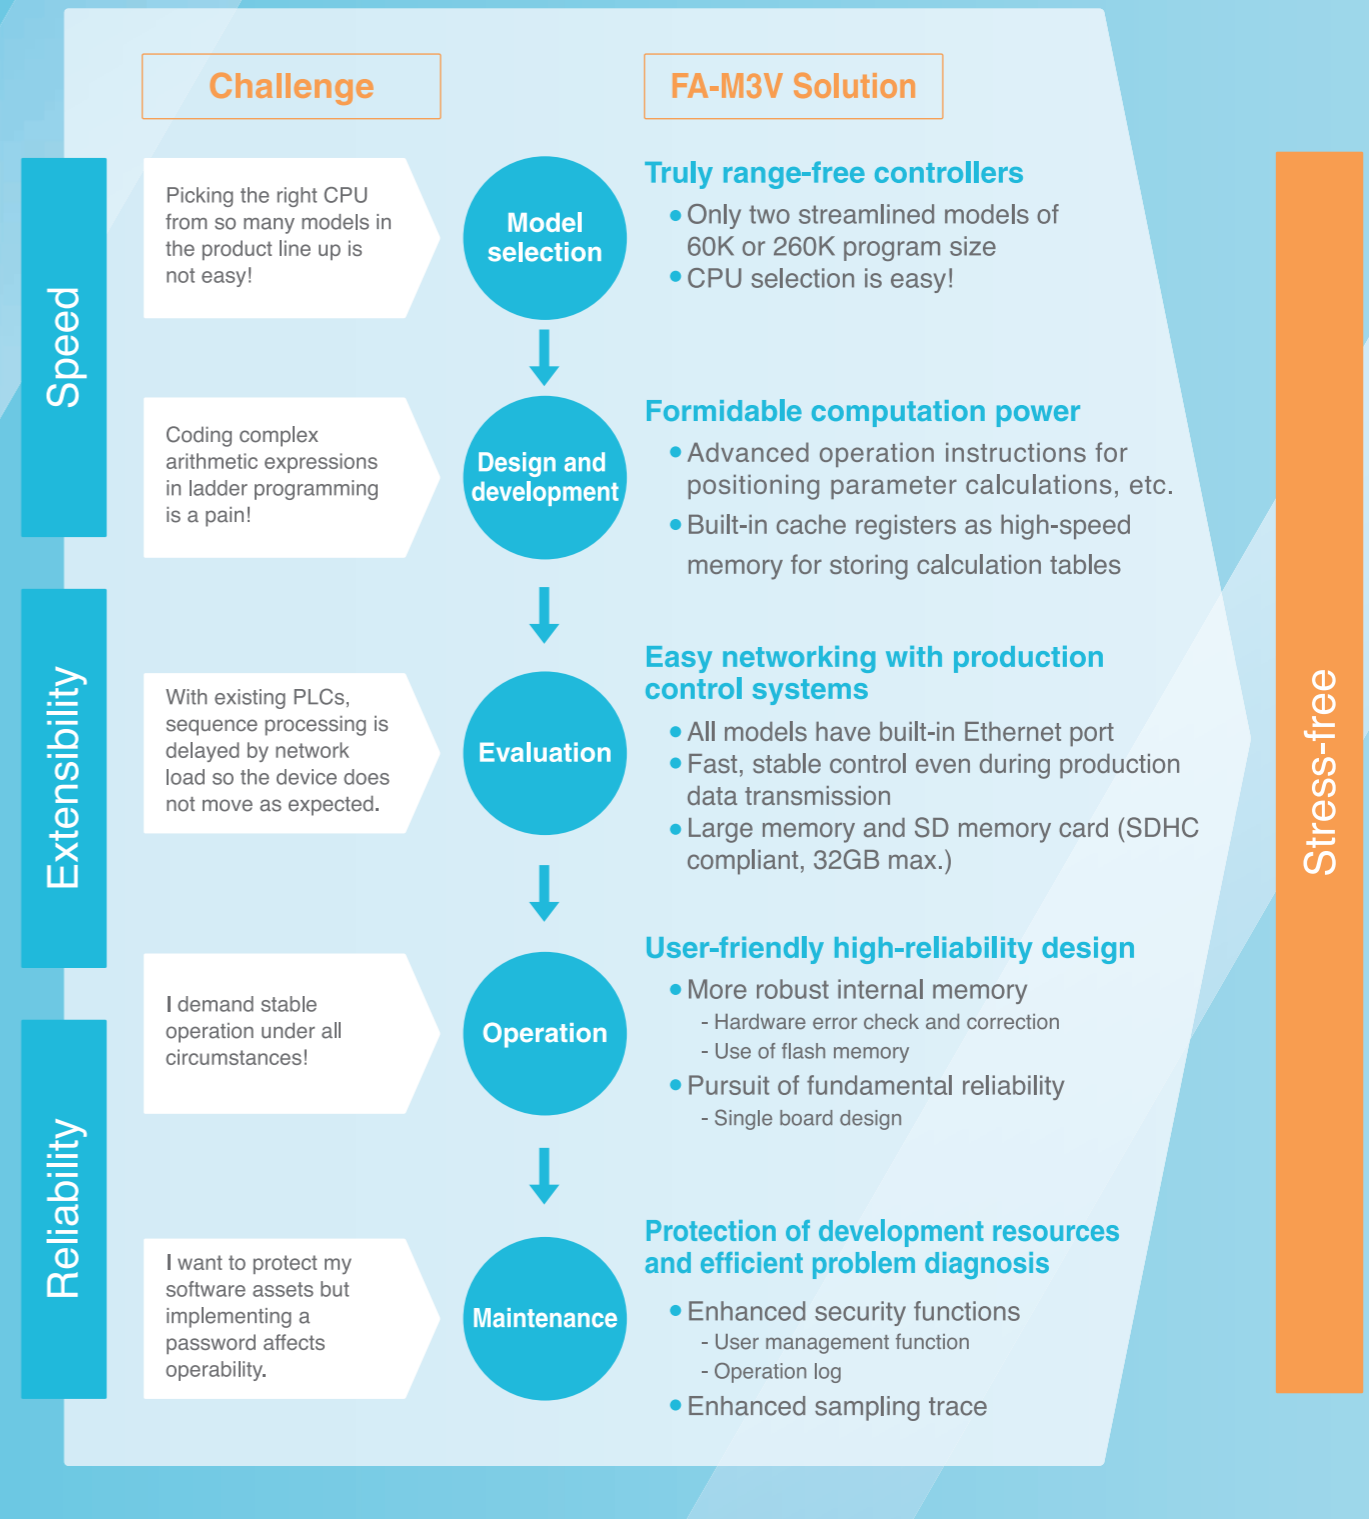 Challenge
FA-M3V Solution
Speed
Picking the right CPU
from so many models in
the product line up is
not easy!
Model
selection
Truly range-free controllers
• Only two streamlined models of
60K or 260K program size
• CPU selection is easy!
Coding complex
arithmetic expressions
in ladder programming
is a pain!
Design and
development
Formidable computation power
• Advanced operation instructions for
positioning parameter calculations, etc.
• Built-in cache registers as high-speed
memory for storing calculation tables
Extensibility
With existing PLCs,
sequence processing is
delayed by network
load so the device does
not move as expected.
Evaluation
Easy networking with production
control systems
• All models have built-in Ethernet port
• Fast, stable control even during production
data transmission
• Large memory and SD memory card (SDHC
compliant, 32GB max.)
I demand stable
operation under all
circumstances!
Operation
User-friendly high-reliability design
• More robust internal memory
- Hardware error check and correction
- Use of flash memory
• Pursuit of fundamental reliability
- Single board design
Reliability
I want to protect my
software assets but
implementing a
password affects
operability.
Maintenance
Protection of development resources
and efficient problem diagnosis
• Enhanced security functions
- User management function
- Operation log
• Enhanced sampling trace
Stress-free